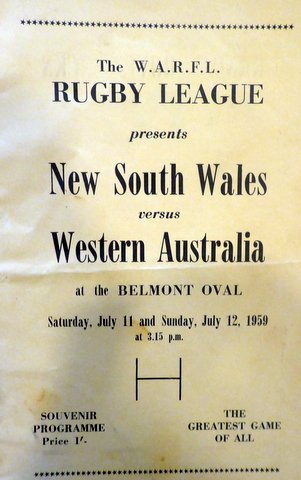 The W.A.R.F.L.
RUGBY LEAGUE
presents
New South Wales
versus
Western Australia
at the BELMONT OVAL
Saturday, July 11 and Sunday, July 12, 1959
at 3.15 p.m.
SOUVENIR
PROGRAMME
Price 1/-
THE
GREATEST GAME
OF ALL